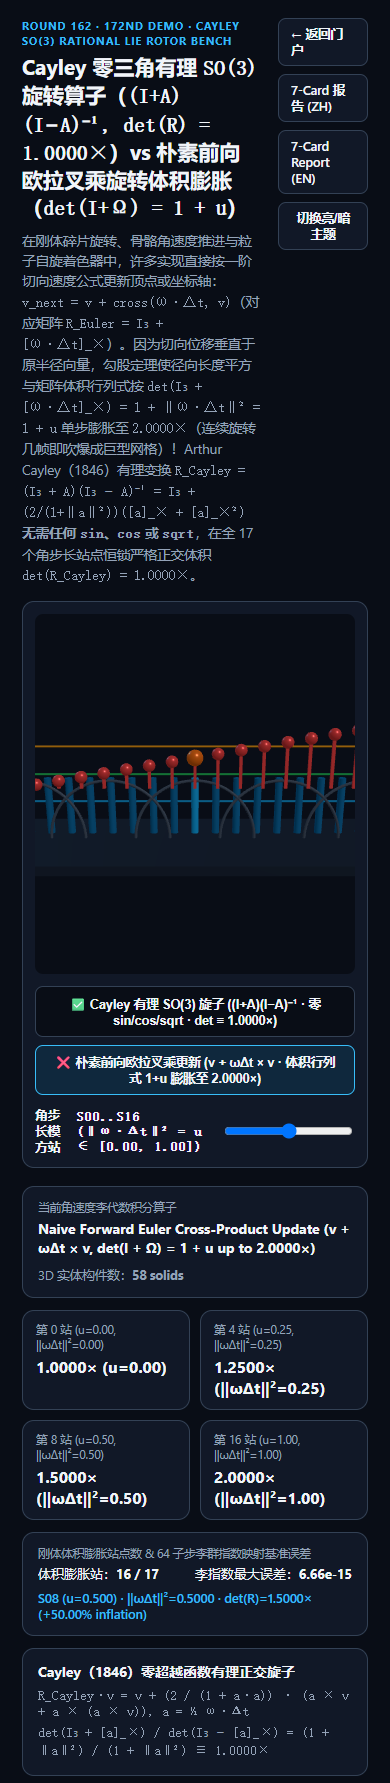 ROUND 162 · 172ND DEMO · CAYLEY
SO(3) RATIONAL LIE ROTOR BENCH
Cayley 零三角有理 SO(3)
旋转算子（(I+A)
(I−A)⁻¹, det(R) =
1.0000×）vs 朴素前向
欧拉叉乘旋转体积膨胀
（det(I+Ω) = 1 + u）
在刚体碎片旋转、骨骼角速度推进与粒
子自旋着色器中，许多实现直接按一阶
切向速度公式更新顶点或坐标轴：
v_next = v + cross(ω·Δt, v)（对
应矩阵 R_Euler = I₃ +
[ω·Δt]_×）。因为切向位移垂直于
原半径向量，勾股定理使径向长度平方
与矩阵体积行列式按 det(I₃ +
[ω·Δt]_×) = 1 + ‖ω·Δt‖² =
1 + u 单步膨胀至 2.0000×（连续旋转
几帧即吹爆成巨型网格）！Arthur
Cayley（1846）有理变换 R_Cayley =
(I₃ + A)(I₃ − A)⁻¹ = I₃ +
(2/(1+‖a‖²))([a]_× + [a]_×²)
无需任何 sin、cos 或 sqrt，在全 17
个角步长站点恒锁严格正交体积
det(R_Cayley) = 1.0000×。
← 返回门
户
7-Card 报
告 (ZH)
7-Card
Report
(EN)
切换亮/暗
主题
✅ Cayley 有理 SO(3) 旋子 ((I+A)(I−A)⁻¹ · 零
sin/cos/sqrt · det ≡ 1.0000×)
❌ 朴素前向欧拉叉乘更新 (v + ωΔt × v · 体积行列
式 1+u 膨胀至 2.0000×)
角步 S00..S16
长模 (‖ω·Δt‖² = u
方站 ∈ [0.00, 1.00])
当前角速度李代数积分算子
Naive Forward Euler Cross-Product Update (v +
ωΔt × v, det(I + Ω) = 1 + u up to 2.0000×)
3D 实体构件数：58 solids
第 0 站 (u=0.00,
||ωΔt||²=0.00)
1.0000× (u=0.00)
第 4 站 (u=0.25,
||ωΔt||²=0.25)
1.2500×
(||ωΔt||²=0.25)
第 8 站 (u=0.50,
||ωΔt||²=0.50)
1.5000×
(||ωΔt||²=0.50)
第 16 站 (u=1.00,
||ωΔt||²=1.00)
2.0000×
(||ωΔt||²=1.00)
刚体体积膨胀站点数 & 64 子步李群指数映射基准误差
体积膨胀站：16 / 17 李指数最大误差：6.66e-15
S08 (u=0.500) · ||ωΔt||²=0.5000 · det(R)=1.5000×
(+50.00% inflation)
Cayley（1846）零超越函数有理正交旋子
R_Cayley·v = v + (2 / (1 + a·a)) · (a × v
+ a × (a × v)), a = ½ ω·Δt
det(I₃ + [a]_×) / det(I₃ − [a]_×) = (1 +
‖a‖²) / (1 + ‖a‖²) ≡ 1.0000×